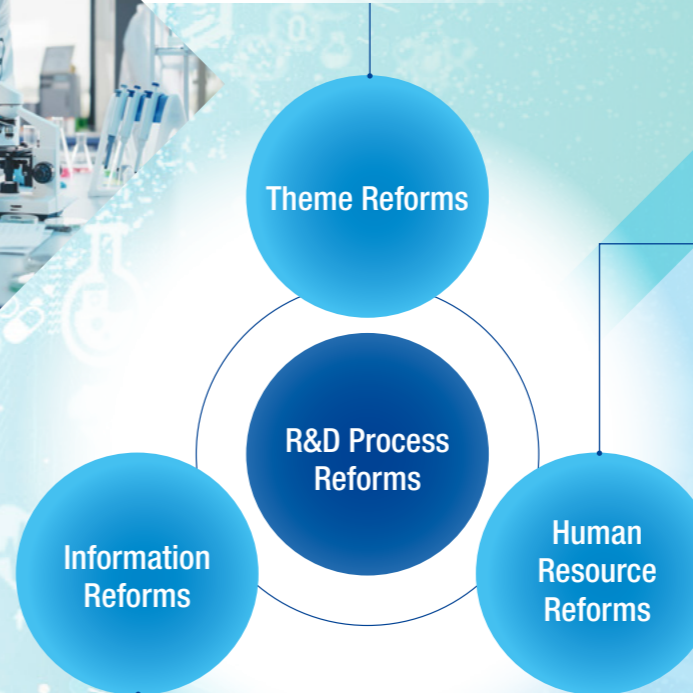 Theme Reforms
R&D Process
Reforms
Information
Reforms
Human
Resource
Reforms